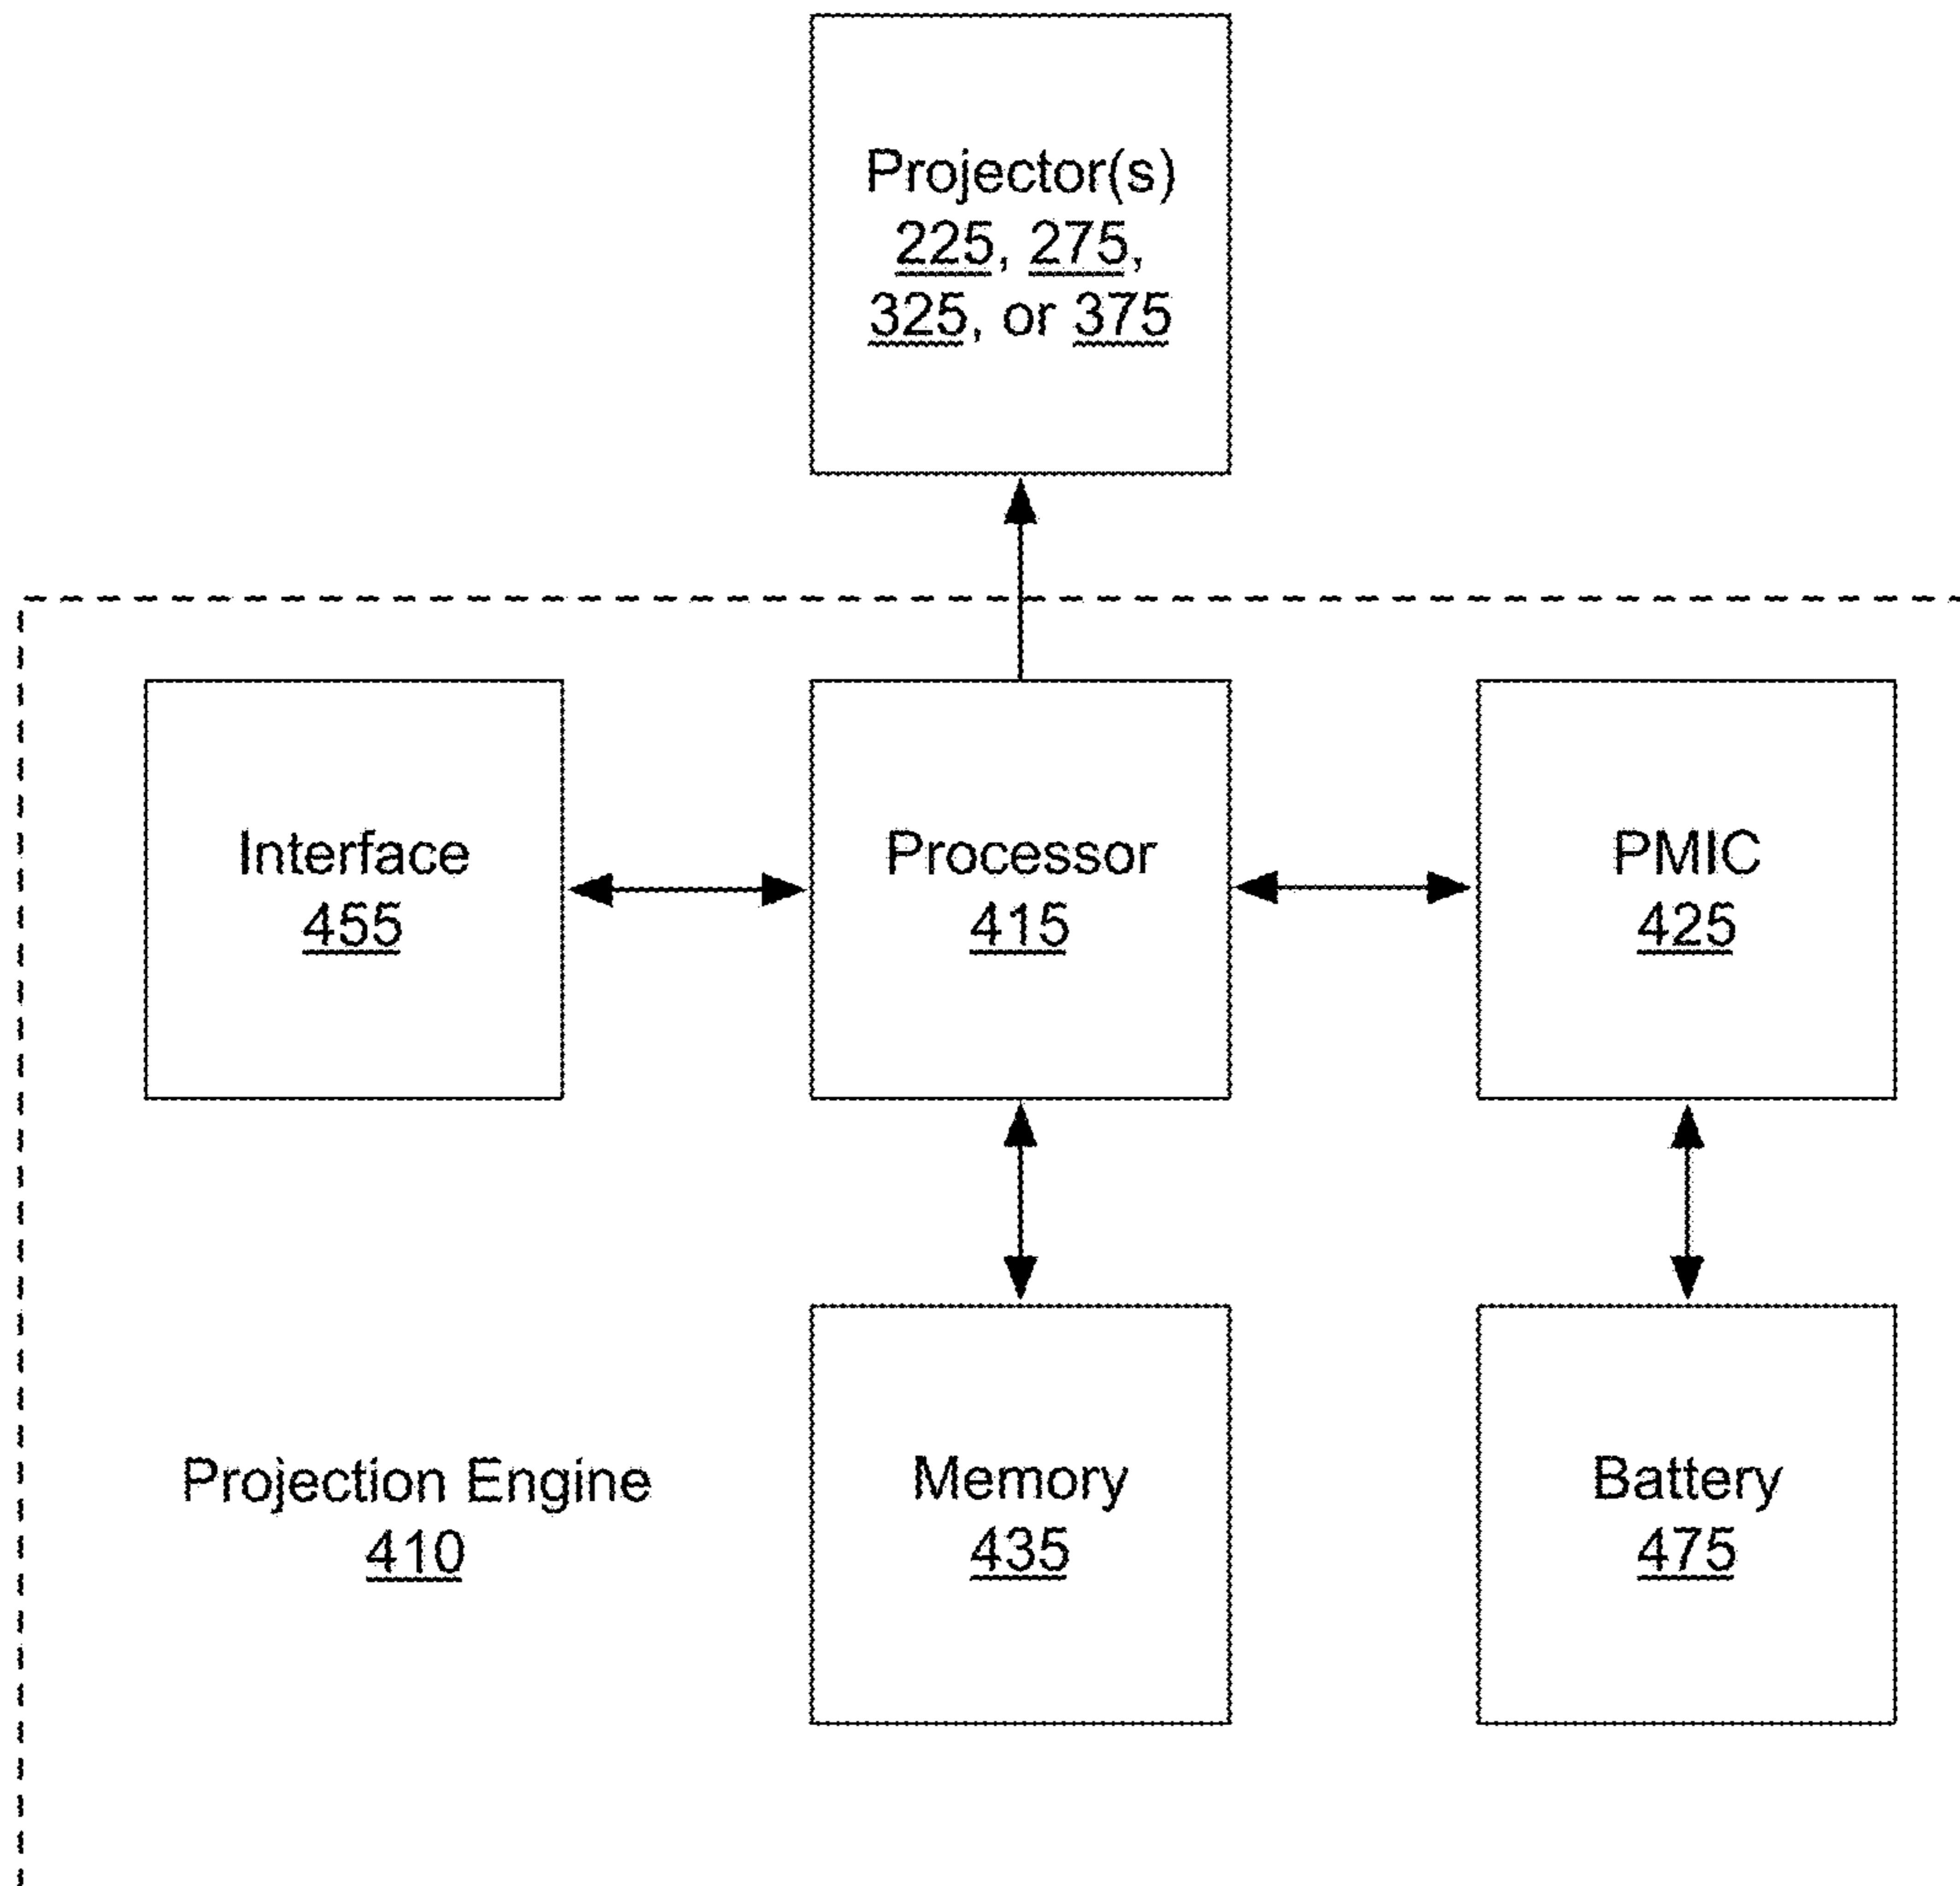 Projector(s)
225, 275,
325, or 375
Interface
455
Processor
415
PMIC
425
Projection Engine
410
Memory
435
Battery
475